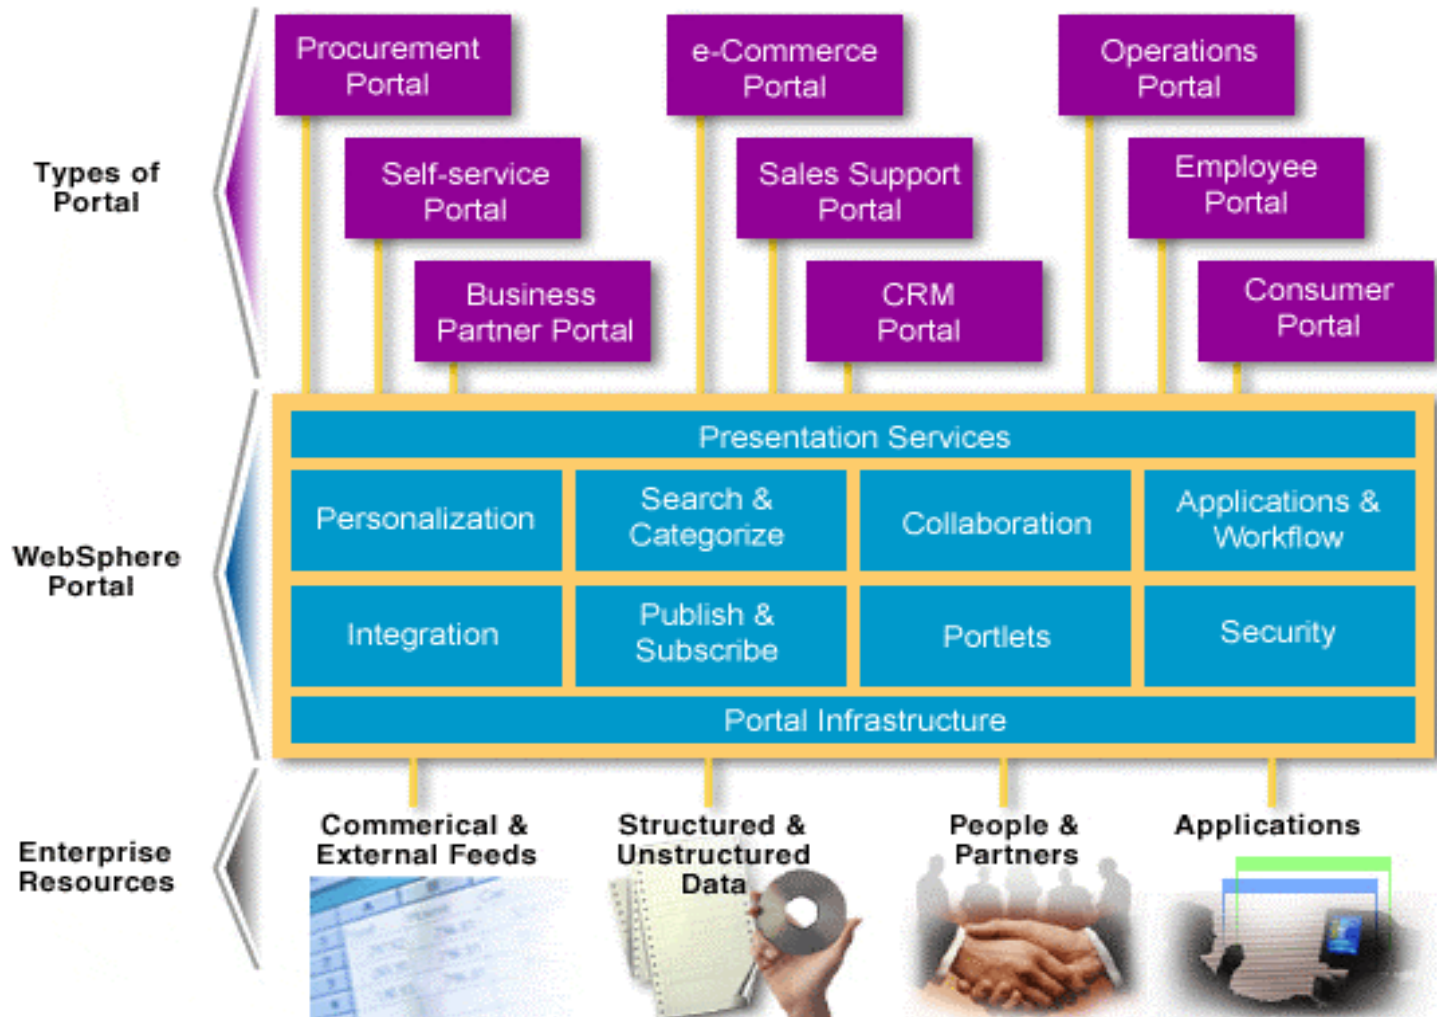 Procurement
Portal
e-Commerce
Portal
Operations
Portal
Types of
Portal
Self-service
Portal
Sales Support
Portal
Employee
Portal
Business
Partner Portal
CRM
Portal
Consumer
Portal
WebSphere
Portal
Presentation Services
Personalization
Search &
Categorize
Collaboration
Applications &
Workflow
Integration
Publish &
Subscribe
Portlets
Security
Portal Infrastructure
Enterprise
Resources
Commerical &
External Feeds
Structured &
Unstructured
Data
People &
Partners
Applications